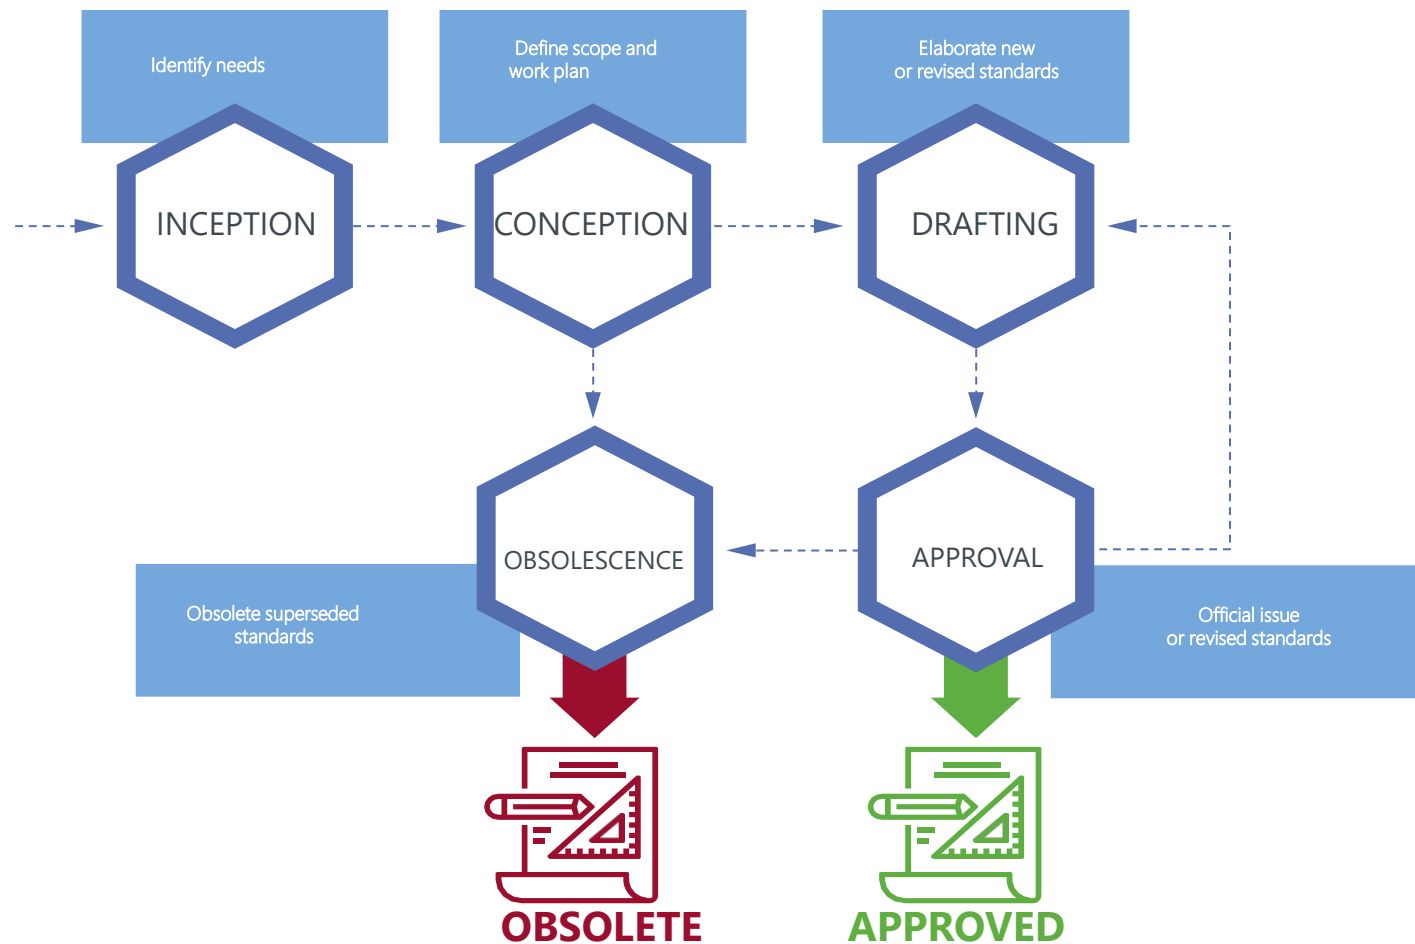 Identify needs
Define scope and
work plan
Elaborate new
or revised standards
INCEPTION
CONCEPTION
DRAFTING
OBSOLESCENCE
APPROVAL
Obsolete superseded
standards
Official issue
or revised standards
OBSOLETE
APPROVED